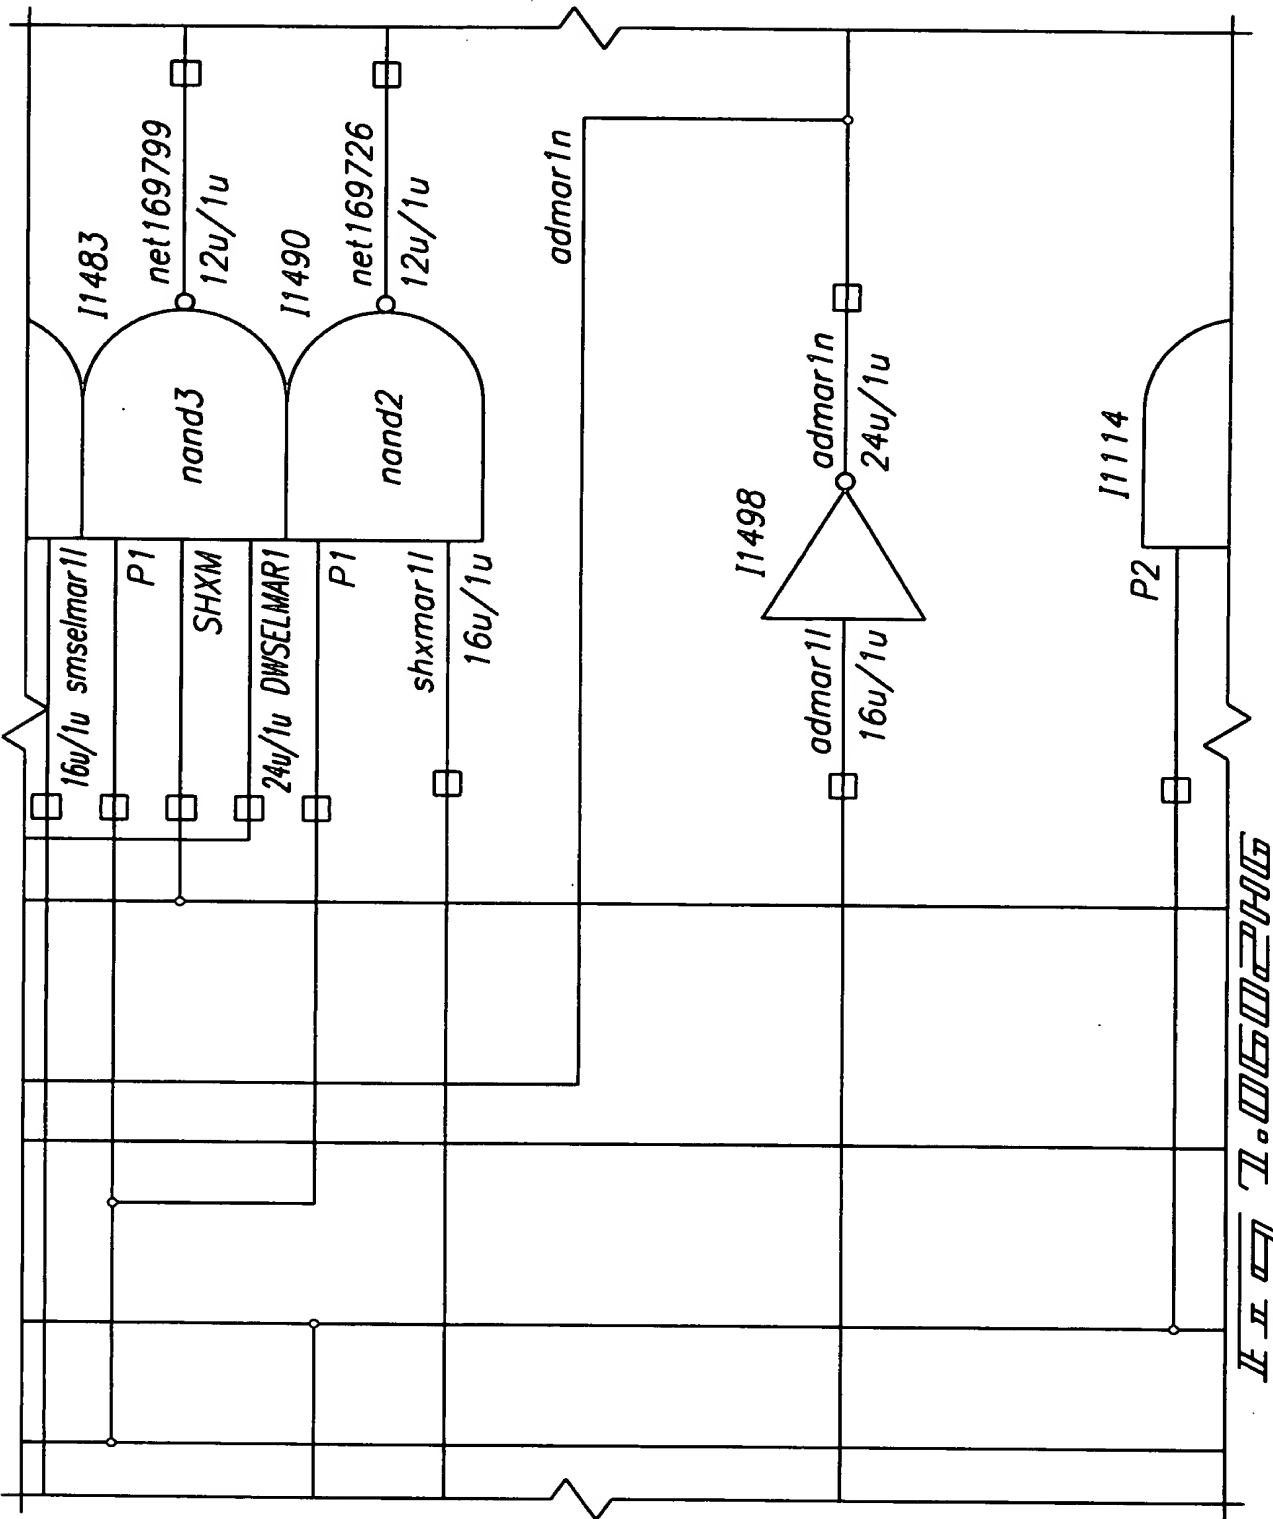 I1483
16u/1u smselmar1l
P1
net169799
nand3
SHXM
12u/1u
24u/1u DWSELMAR1
I1490
P1
net169726
nand2
shxmar1l
12u/1u
16u/1u
admar1n
I1498
admar1l
admar1n
16u/1u
24u/1u
I1114
P2
FIG 7.0602HG